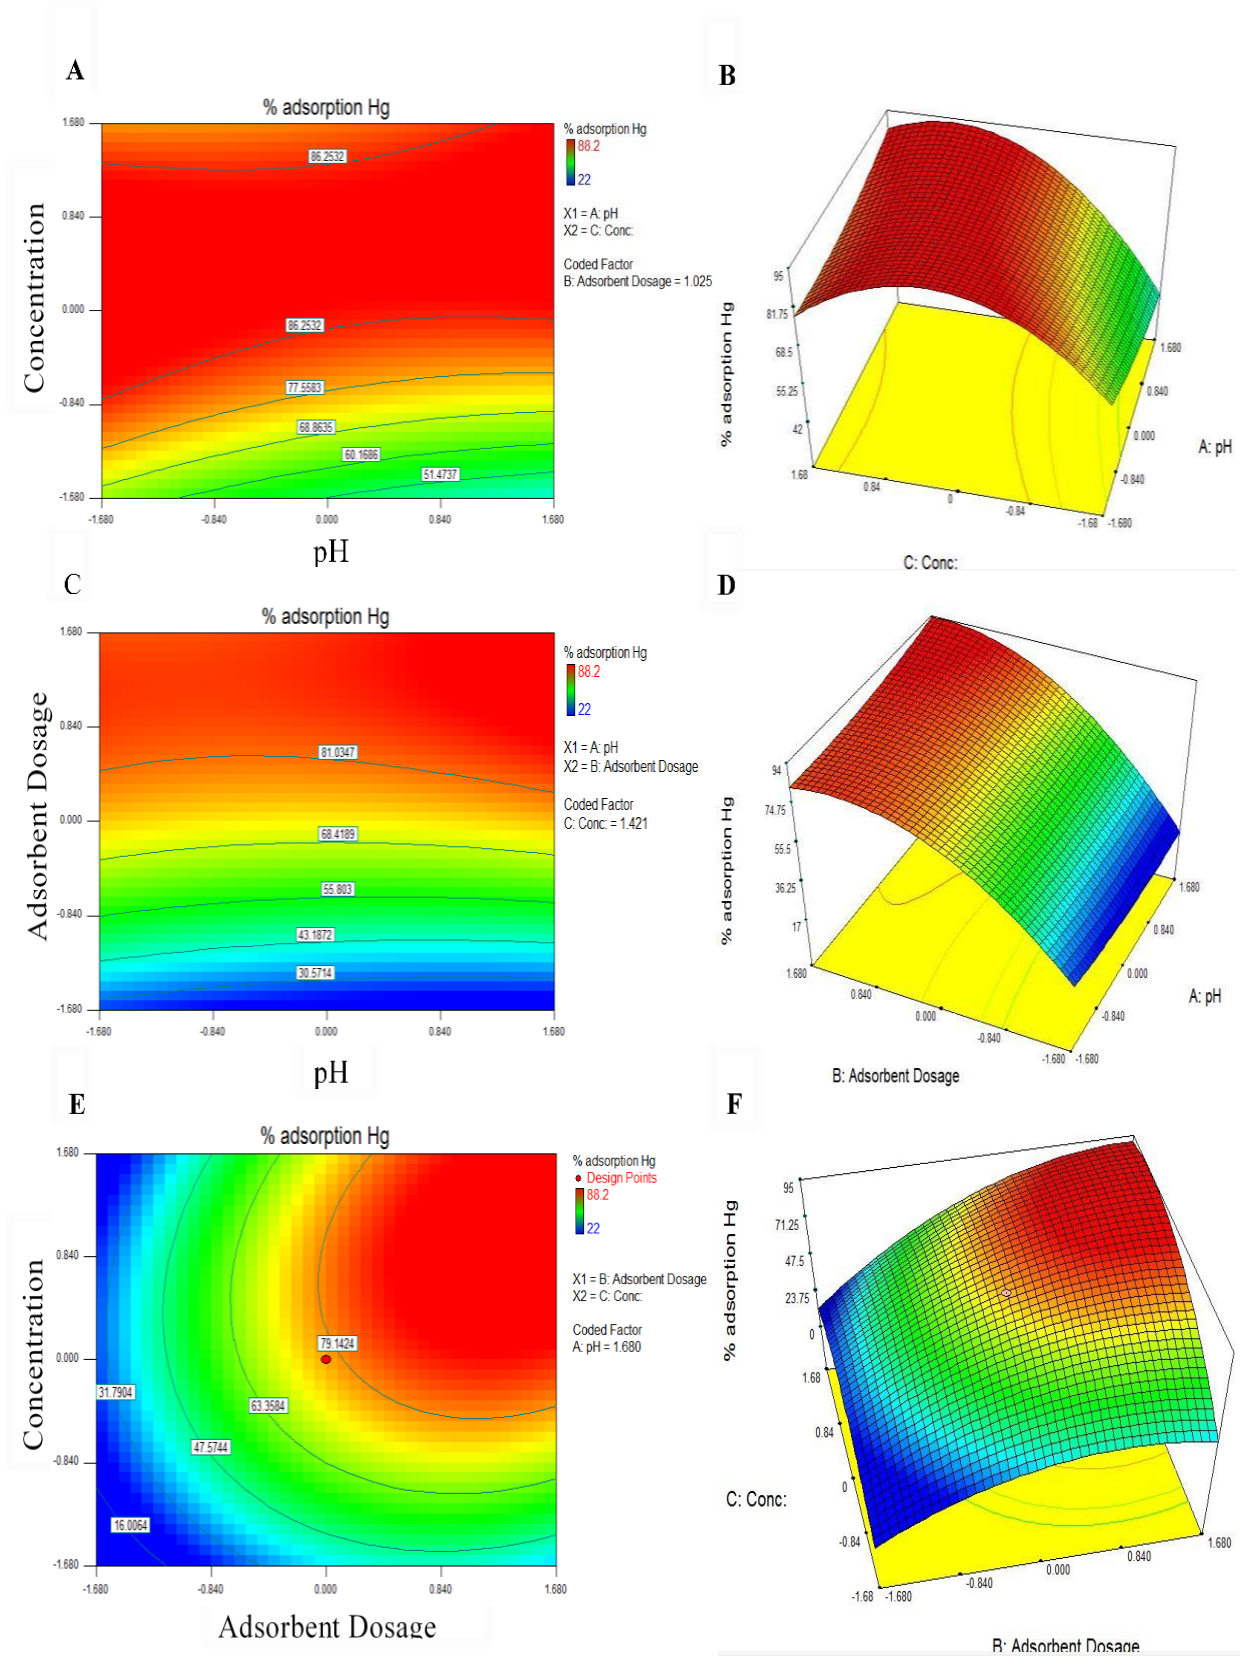 A
% adsorption Hg
1.680
0.840
0.000
-0.840
-1.680
Concentration
86.2532
86.2532
77.5583
68.8635
60.1686
51.4737
-1.680
-0.840
0.000
0.840
1.680
pH
% adsorption Hg
88.2
22
X1 = A: pH
X2 = C: Conc:
Coded Factor
B: Adsorbent Dosage = 1.025
B
% adsorption Hg
95
81.75
68.5
55.25
42
1.68
0.84
0
-0.84
-1.68
-1.680
-0.840
0.000
0.840
1.680
A: pH
C: Conc:
C
% adsorption Hg
1.680
0.840
0.000
-0.840
-1.680
Adsorbent Dosage
81.0347
68.4189
55.803
43.1872
30.5714
-1.680
-0.840
0.000
0.840
1.680
pH
% adsorption Hg
88.2
22
X1 = A: pH
X2 = B: Adsorbent Dosage
Coded Factor
C: Conc: = 1.421
D
% adsorption Hg
94
74.75
55.5
36.25
17
1.680
0.840
0.000
-0.840
-1.680
-1.680
-0.840
0.000
0.840
1.680
A: pH
B: Adsorbent Dosage
E
% adsorption Hg
1.680
0.840
0.000
-0.840
-1.680
Concentration
79.1424
31.7904
63.3584
47.5744
16.0064
-1.680
-0.840
0.000
0.840
1.680
Adsorbent Dosage
% adsorption Hg
Design Points
88.2
22
X1 = B: Adsorbent Dosage
X2 = C: Conc:
Coded Factor
A: pH = 1.680
F
% adsorption Hg
95
71.25
47.5
23.75
0
1.68
0.84
0
-0.84
-1.68
-1.680
-0.840
0.000
0.840
1.680
C: Conc:
B: Adsorbent Dosage